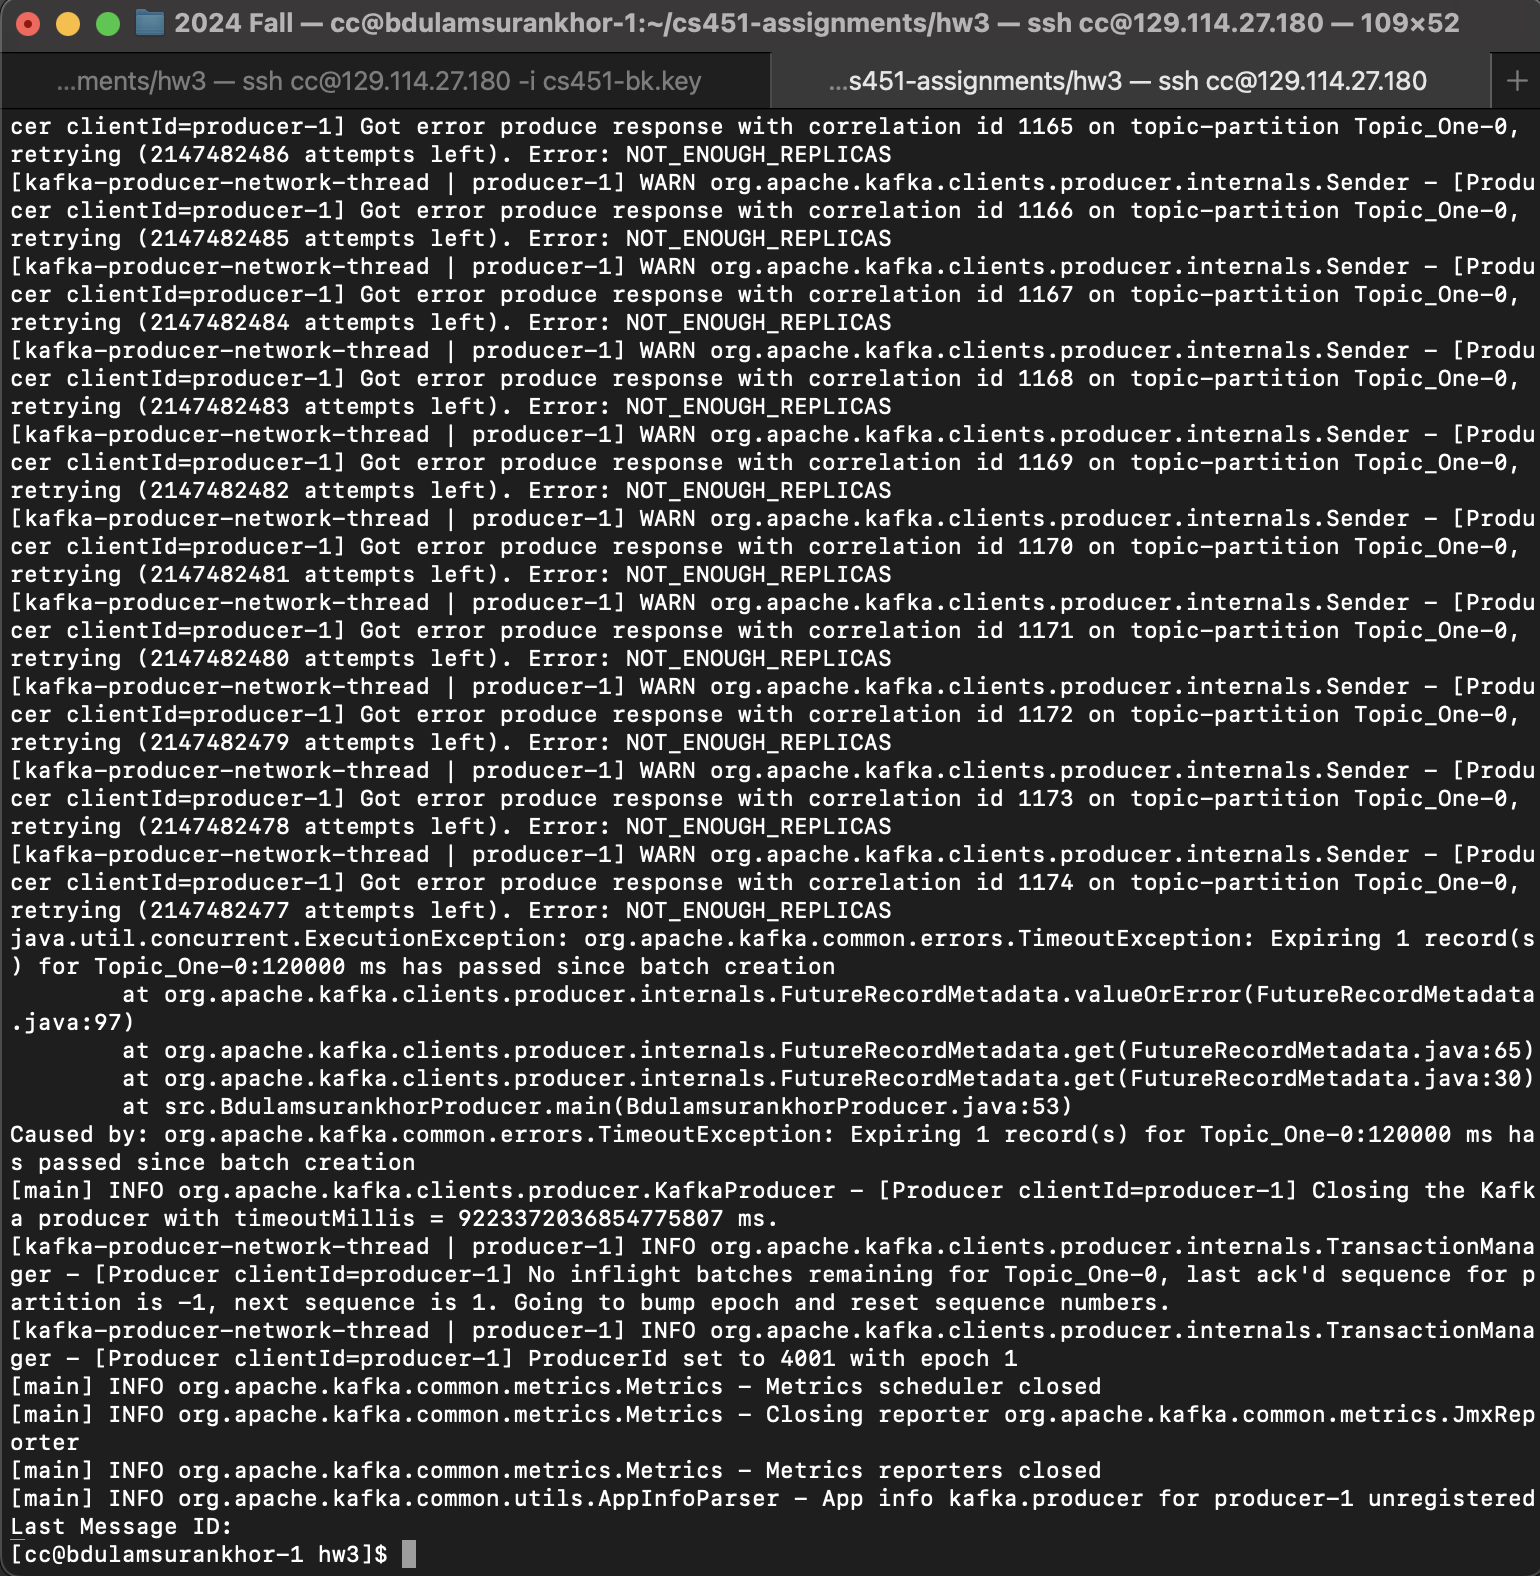 2024 Fall — cc@bdulamsurankhor-1:~/cs451-assignments/hw3 — ssh cc@129.114.27.180 — 109×52
...ments/hw3 — ssh cc@129.114.27.180 -i cs451-bk.key
...s451-assignments/hw3 — ssh cc@129.114.27.180
+
cer clientId=producer-1] Got error produce response with correlation id 1165 on topic-partition Topic_One-0,
retrying (2147482486 attempts left). Error: NOT_ENOUGH_REPLICAS
[kafka-producer-network-thread | producer-1] WARN org.apache.kafka.clients.producer.internals.Sender - [Produ
cer clientId=producer-1] Got error produce response with correlation id 1166 on topic-partition Topic_One-0,
retrying (2147482485 attempts left). Error: NOT_ENOUGH_REPLICAS
[kafka-producer-network-thread | producer-1] WARN org.apache.kafka.clients.producer.internals.Sender - [Produ
cer clientId=producer-1] Got error produce response with correlation id 1167 on topic-partition Topic_One-0,
retrying (2147482484 attempts left). Error: NOT_ENOUGH_REPLICAS
[kafka-producer-network-thread | producer-1] WARN org.apache.kafka.clients.producer.internals.Sender - [Produ
cer clientId=producer-1] Got error produce response with correlation id 1168 on topic-partition Topic_One-0,
retrying (2147482483 attempts left). Error: NOT_ENOUGH_REPLICAS
[kafka-producer-network-thread | producer-1] WARN org.apache.kafka.clients.producer.internals.Sender - [Produ
cer clientId=producer-1] Got error produce response with correlation id 1169 on topic-partition Topic_One-0,
retrying (2147482482 attempts left). Error: NOT_ENOUGH_REPLICAS
[kafka-producer-network-thread | producer-1] WARN org.apache.kafka.clients.producer.internals.Sender - [Produ
cer clientId=producer-1] Got error produce response with correlation id 1170 on topic-partition Topic_One-0,
retrying (2147482481 attempts left). Error: NOT_ENOUGH_REPLICAS
[kafka-producer-network-thread | producer-1] WARN org.apache.kafka.clients.producer.internals.Sender - [Produ
cer clientId=producer-1] Got error produce response with correlation id 1171 on topic-partition Topic_One-0,
retrying (2147482480 attempts left). Error: NOT_ENOUGH_REPLICAS
[kafka-producer-network-thread | producer-1] WARN org.apache.kafka.clients.producer.internals.Sender - [Produ
cer clientId=producer-1] Got error produce response with correlation id 1172 on topic-partition Topic_One-0,
retrying (2147482479 attempts left). Error: NOT_ENOUGH_REPLICAS
[kafka-producer-network-thread | producer-1] WARN org.apache.kafka.clients.producer.internals.Sender - [Produ
cer clientId=producer-1] Got error produce response with correlation id 1173 on topic-partition Topic_One-0,
retrying (2147482478 attempts left). Error: NOT_ENOUGH_REPLICAS
[kafka-producer-network-thread | producer-1] WARN org.apache.kafka.clients.producer.internals.Sender - [Produ
cer clientId=producer-1] Got error produce response with correlation id 1174 on topic-partition Topic_One-0,
retrying (2147482477 attempts left). Error: NOT_ENOUGH_REPLICAS
java.util.concurrent.ExecutionException: org.apache.kafka.common.errors.TimeoutException: Expiring 1 record(s
) for Topic_One-0:120000 ms has passed since batch creation
at org.apache.kafka.clients.producer.internals.FutureRecordMetadata.valueOrError(FutureRecordMetadata
.java:97)
at org.apache.kafka.clients.producer.internals.FutureRecordMetadata.get(FutureRecordMetadata.java:65)
at org.apache.kafka.clients.producer.internals.FutureRecordMetadata.get(FutureRecordMetadata.java:30)
at src.BdulamsurankhorProducer.main(BdulamsurankhorProducer.java:53)
Caused by: org.apache.kafka.common.errors.TimeoutException: Expiring 1 record(s) for Topic_One-0:120000 ms ha
s passed since batch creation
[main] INFO org.apache.kafka.clients.producer.KafkaProducer - [Producer clientId=producer-1] Closing the Kafk
a producer with timeoutMillis = 9223372036854775807 ms.
[kafka-producer-network-thread | producer-1] INFO org.apache.kafka.clients.producer.internals.TransactionMana
ger - [Producer clientId=producer-1] No inflight batches remaining for Topic_One-0, last ack'd sequence for p
artition is -1, next sequence is 1. Going to bump epoch and reset sequence numbers.
[kafka-producer-network-thread | producer-1] INFO org.apache.kafka.clients.producer.internals.TransactionMana
ger - [Producer clientId=producer-1] ProducerId set to 4001 with epoch 1
[main] INFO org.apache.kafka.common.metrics.Metrics - Metrics scheduler closed
[main] INFO org.apache.kafka.common.metrics.Metrics - Closing reporter org.apache.kafka.common.metrics.JmxRep
orter
[main] INFO org.apache.kafka.common.metrics.Metrics - Metrics reporters closed
[main] INFO org.apache.kafka.common.utils.AppInfoParser - App info kafka.producer for producer-1 unregistered
Last Message ID:
[cc@bdulamsurankhor-1 hw3]$